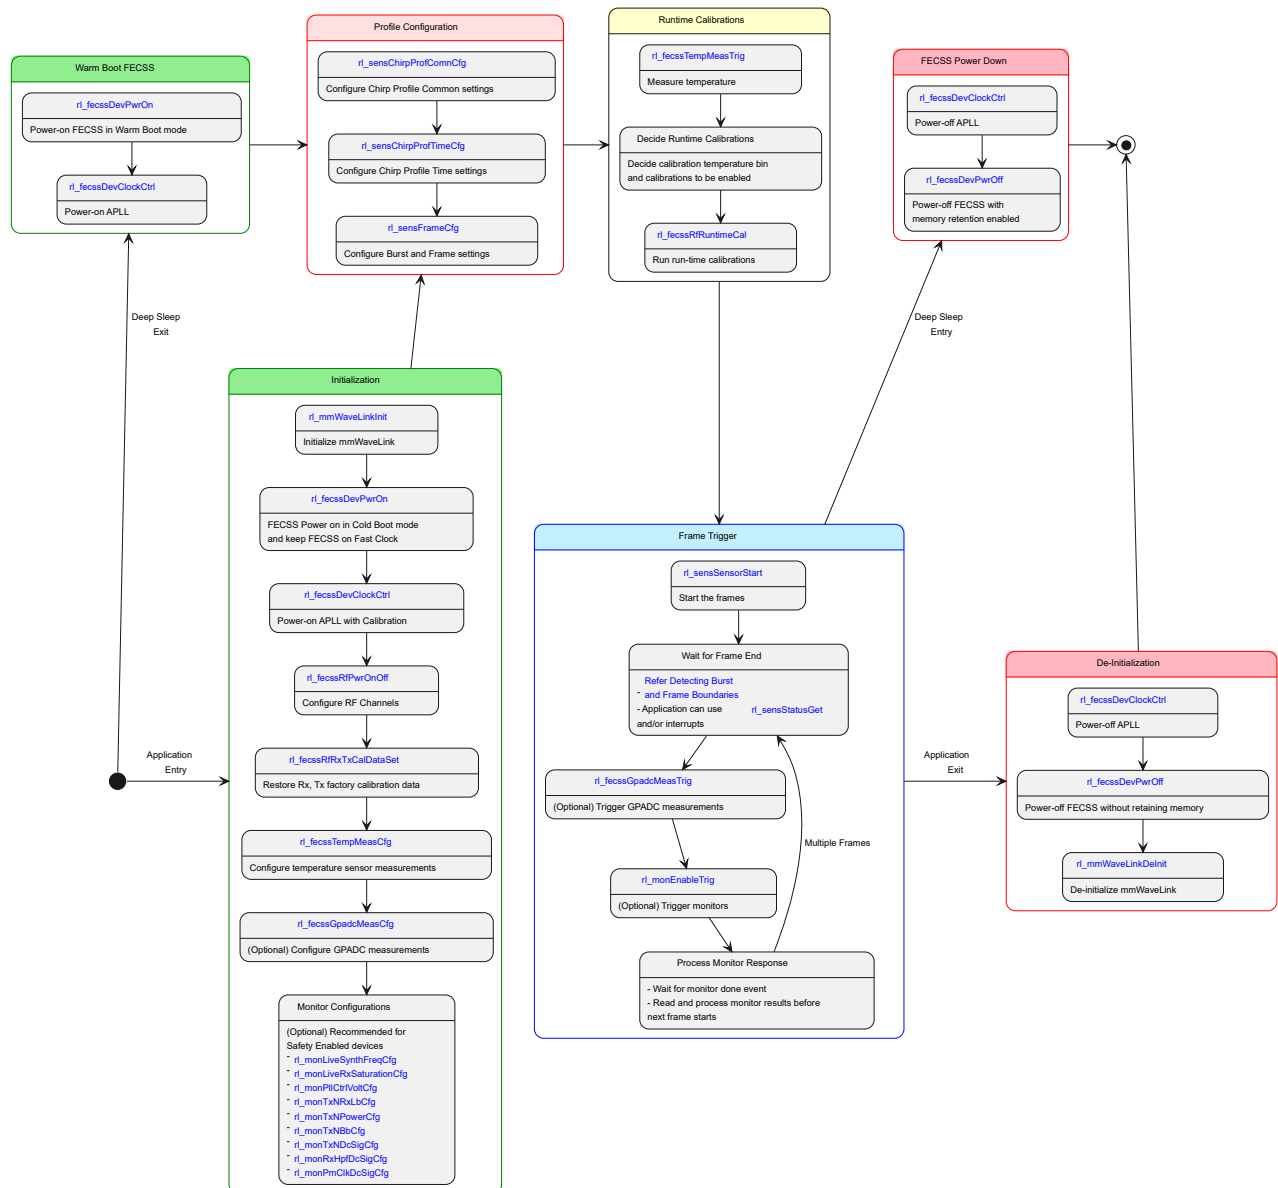 Warm Boot FECSS
rl_fecssDevPwrOn
Power-on FECSS in Warm Boot mode
rl_fecssDevClockCtrl
Power-on APLL
Profile Configuration
rl_sensChirpProfComnCfg
Configure Chirp Profile Common settings
rl_sensChirpProfTimeCfg
Configure Chirp Profile Time settings
rl_sensFrameCfg
Configure Burst and Frame settings
Runtime Calibrations
rl_fecssTempMeasTrig
Measure temperature
Decide Runtime Calibrations
Decide calibration temperature bin
and calibrations to be enabled
rl_fecssRfRuntimeCal
Run run-time calibrations
FECSS Power Down
rl_fecssDevClockCtrl
Power-off APLL
rl_fecssDevPwrOff
Power-off FECSS with
memory retention enabled
Deep Sleep
Exit
Deep Sleep
Entry
Initialization
rl_mmWaveLinkInit
Initialize mmWaveLink
rl_fecssDevPwrOn
FECSS Power on in Cold Boot mode
and keep FECSS on Fast Clock
rl_fecssDevClockCtrl
Power-on APLL with Calibration
rl_fecssRfPwrOnOff
Configure RF Channels
rl_fecssRfRxTxCalDataSet
Restore Rx, Tx factory calibration data
rl_fecssTempMeasCfg
Configure temperature sensor measurements
rl_fecssGpadcMeasCfg
(Optional) Configure GPADC measurements
Monitor Configurations
(Optional) Recommended for
Safety Enabled devices
- rl_monLiveSynthFreqCfg
- rl_monLiveRxSaturationCfg
- rl_monPllCtrlVoltCfg
- rl_monTxNRxLbCfg
- rl_monTxNPowerCfg
- rl_monTxNBbCfg
- rl_monTxNDcSigCfg
- rl_monRxHpfDcSigCfg
- rl_monPmClkDcSigCfg
Application
Entry
Frame Trigger
rl_sensSensorStart
Start the frames
Wait for Frame End
Refer Detecting Burst
- and Frame Boundaries
- Application can use rl_sensStatusGet
and/or interrupts
rl_fecssGpadcMeasTrig
(Optional) Trigger GPADC measurements
rl_monEnableTrig
(Optional) Trigger monitors
Process Monitor Response
- Wait for monitor done event
- Read and process monitor results before
next frame starts
Multiple Frames
Application
Exit
De-Initialization
rl_fecssDevClockCtrl
Power-off APLL
rl_fecssDevPwrOff
Power-off FECSS without retaining memory
rl_mmWaveLinkDeInit
De-initialize mmWaveLink